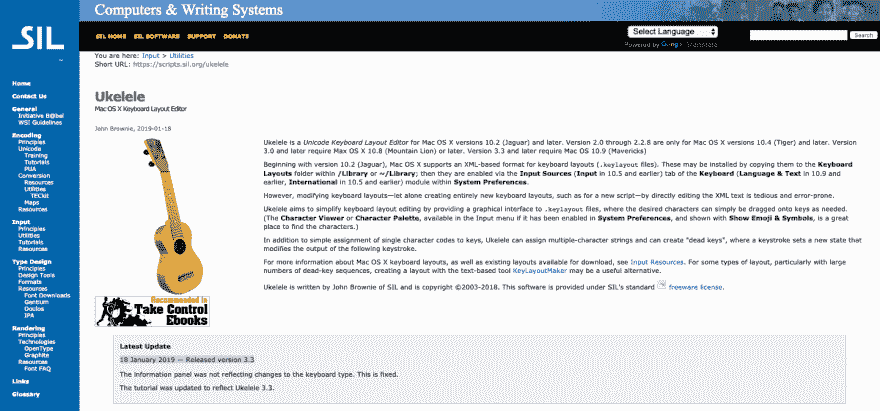 Computers & Writing Systems
SIL
SIL HOME SIL SOFTWARE SUPPORT DONATE
Select Language
Powered by Translate
Search
You are here: Input > Utilities
Short URL: https://scripts.sil.org/ukelele
Home
Contact Us
General
Initiative B@bel
WSI Guidelines
Encoding
Principles
Unicode
Training
Tutorials
PUA
Conversion
Resources
Utilities
TECkit
Maps
Resources
Input
Principles
Utilities
Tutorials
Resources
Type Design
Principles
Design Tools
Formats
Resources
Font Downloads
Gentium
Doulos
IPA
Rendering
Principles
Technologies
OpenType
Graphite
Resources
Font FAQ
Links
Glossary
Ukelele
Mac OS X Keyboard Layout Editor
John Brownie, 2019-01-18
Ukelele is a Unicode Keyboard Layout Editor for Mac OS X versions 10.2 (Jaguar) and later. Version 2.0 through 2.2.8 are only for Mac OS X versions 10.4 (Tiger) and later. Version
3.0 and later require Max OS X 10.8 (Mountain Lion) or later. Version 3.3 and later require Mac OS 10.9 (Mavericks)
Beginning with version 10.2 (Jaguar), Mac OS X supports an XML-based format for keyboard layouts (.keylayout files). These may be installed by copying them to the Keyboard
Layouts folder within /Library or ~/Library; then they are enabled via the Input Sources (Input in 10.5 and earlier) tab of the Keyboard (Language & Text in 10.9 and
earlier, International in 10.5 and earlier) module within System Preferences.
However, modifying keyboard layouts—let alone creating entirely new keyboard layouts, such as for a new script—by directly editing the XML text is tedious and error-prone.
Ukelele aims to simplify keyboard layout editing by providing a graphical interface to .keylayout files, where the desired characters can simply be dragged onto keys as needed.
(The Character Viewer or Character Palette, available in the Input menu if it has been enabled in System Preferences, and shown with Show Emoji & Symbols, is a great
place to find the characters.)
In addition to simple assignment of single character codes to keys, Ukelele can assign multiple-character strings and can create "dead keys", where a keystroke sets a new state that
modifies the output of the following keystroke.
For more information about Mac OS X keyboard layouts, as well as existing layouts available for download, see Input Resources. For some types of layout, particularly with large
numbers of dead-key sequences, creating a layout with the text-based tool KeyLayoutMaker may be a useful alternative.
Ukelele is written by John Brownie of SIL and is copyright ©2003-2018. This software is provided under SIL's standard freeware license.
Recommended in
Take Control
Ebooks
Latest Update
18 January 2019 — Released version 3.3
The information panel was not reflecting changes to the keyboard type. This is fixed.
The tutorial was updated to reflect Ukelele 3.3.